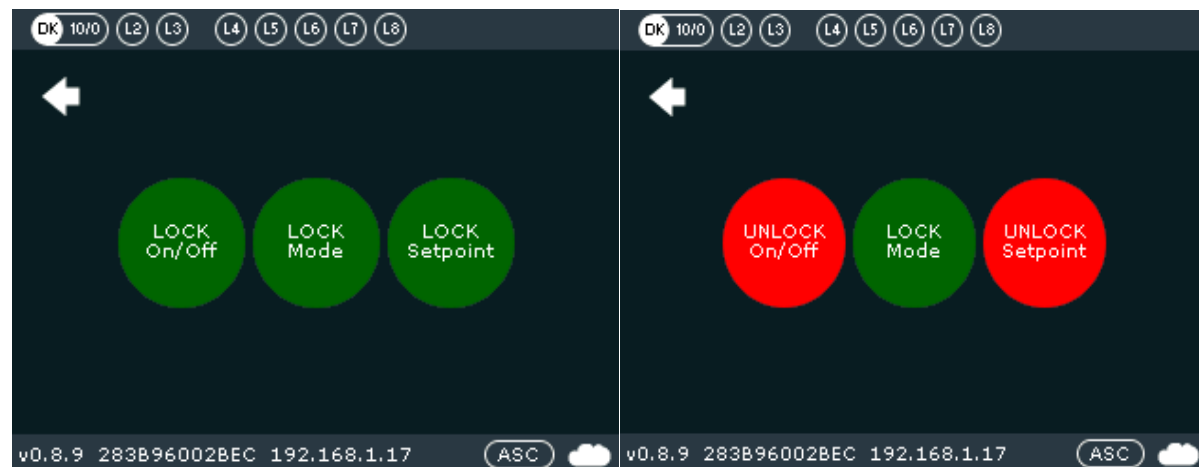 DK 10/0 L2 L3 L4 L5 L6 L7 L8
LOCK
On/Off
LOCK
Mode
LOCK
Setpoint
v0.8.9 283B96002BEC 192.168.1.17 ASC
DK 10/0 L2 L3 L4 L5 L6 L7 L8
UNLOCK
On/Off
LOCK
Mode
UNLOCK
Setpoint
v0.8.9 283B96002BEC 192.168.1.17 ASC